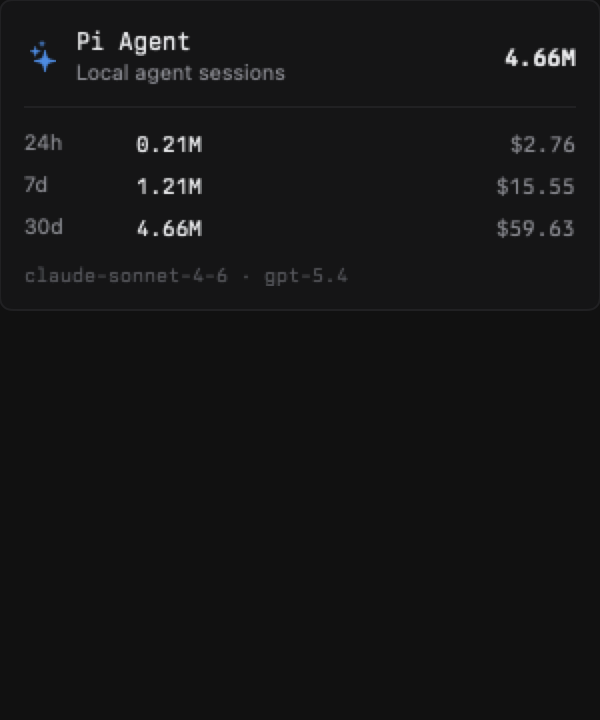 Pi Agent
Local agent sessions
4.66M
24h 0.21M $2.76
7d 1.21M $15.55
30d 4.66M $59.63
claude-sonnet-4-6 · gpt-5.4